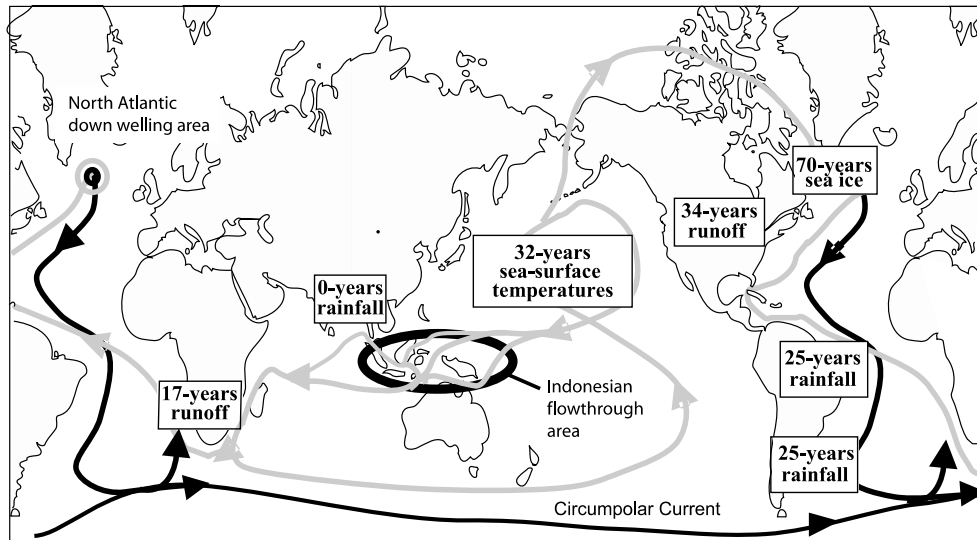 North Atlantic
down welling area
70-years
sea ice
34-years
runoff
32-years
sea-surface
temperatures
0-years
rainfall
25-years
rainfall
17-years
runoff
Indonesian
flowthrough
area
25-years
rainfall
Circumpolar Current